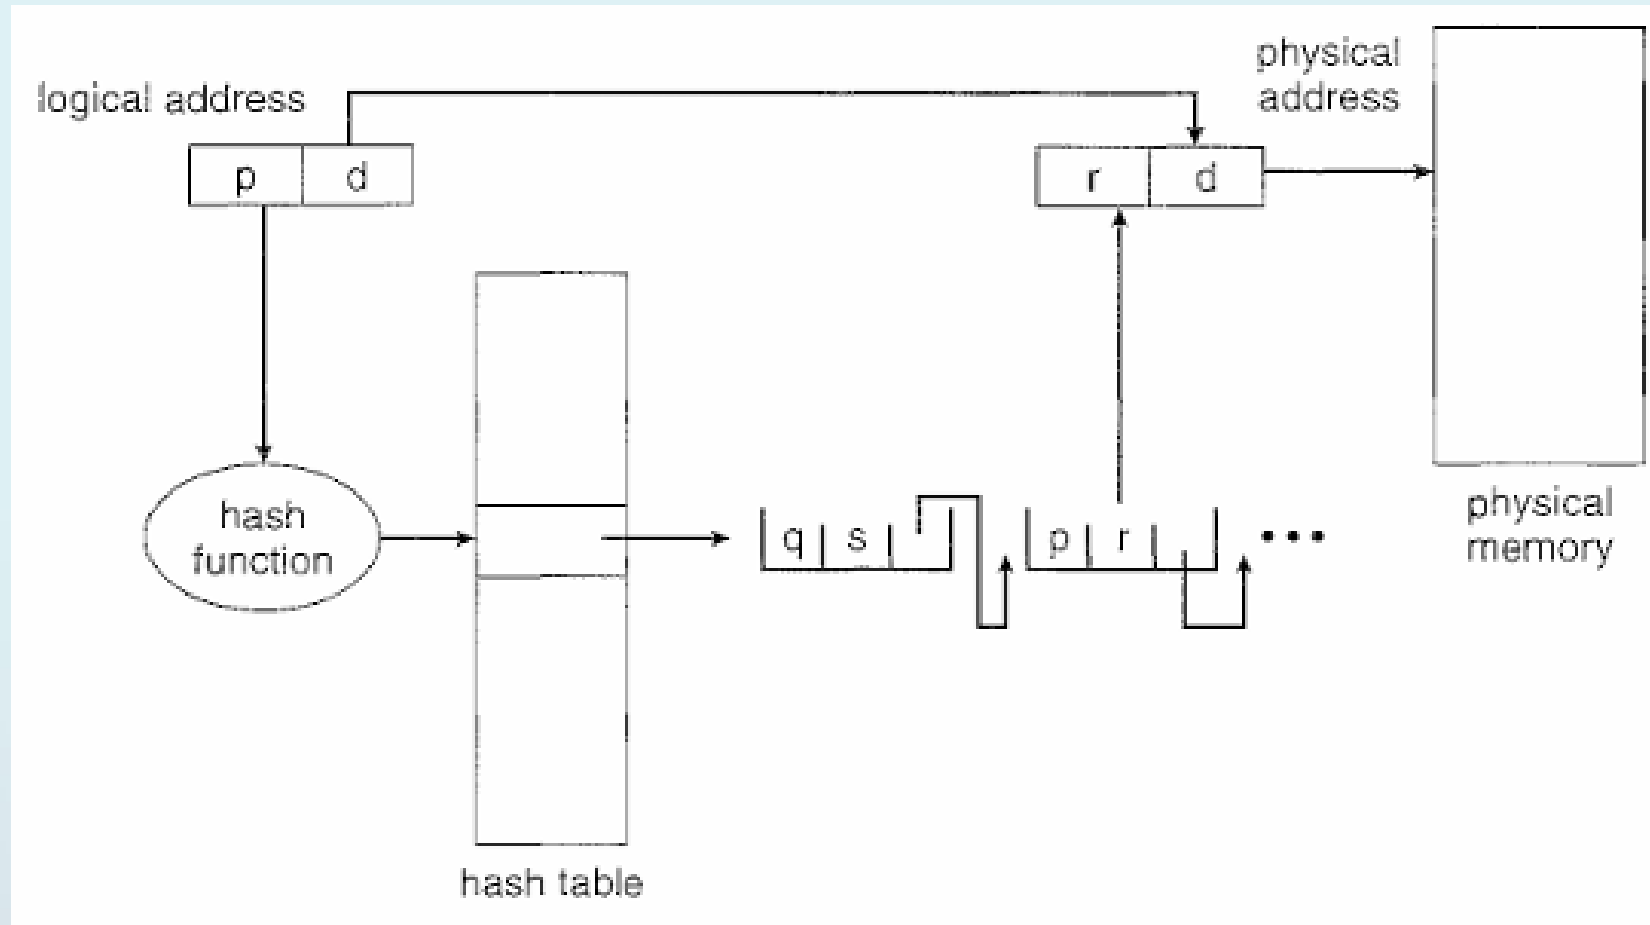 logical address
physical
address
p d
r d
hash
function
q s
p r
physical
memory
hash table